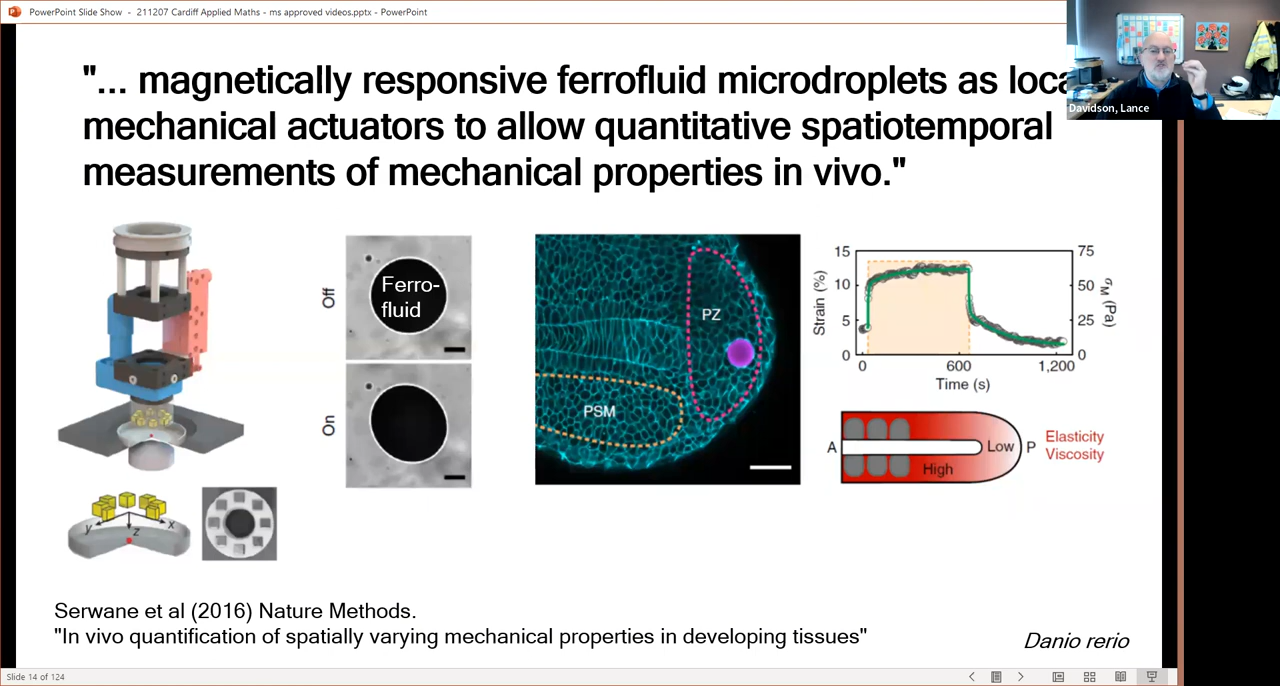 PowerPoint Slide Show - 211207 Cardiff Applied Maths - ms approved videos.pptx - PowerPoint
"... magnetically responsive ferrofluid microdroplets as loca
mechanical actuators to allow quantitative spatiotemporal
measurements of mechanical properties in vivo."
Davidson, Lance
Off
Ferro-
fluid
On
PZ
PSM
Strain (%)
15
10
5
0
75
50
25
0
σM (Pa)
0
600
1,200
Time (s)
A
Low
P
High
Elasticity
Viscosity
y
x
z
Serwane et al (2016) Nature Methods.
"In vivo quantification of spatially varying mechanical properties in developing tissues"
Danio rerio
Slide 14 of 124